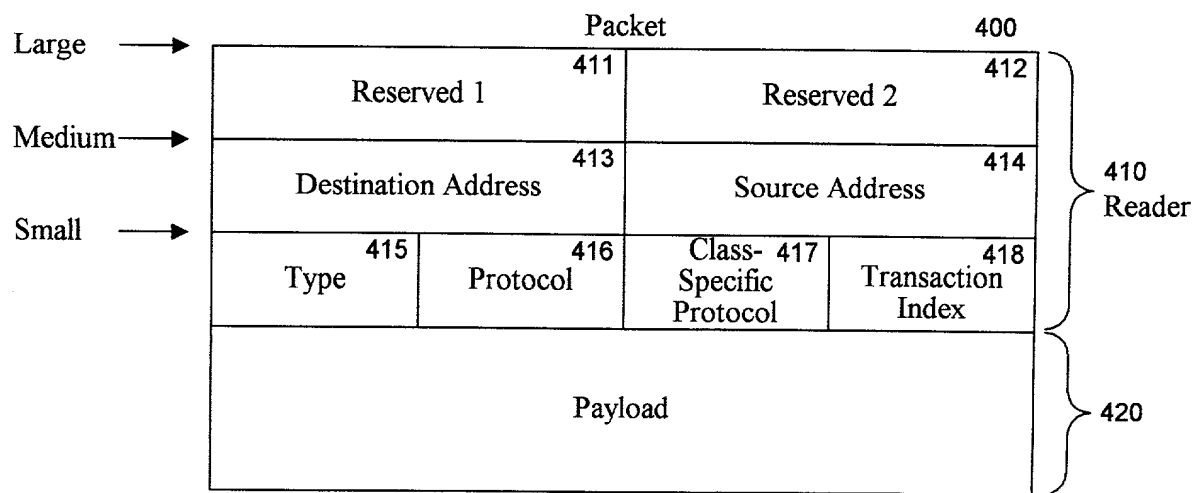 Packet 400
Large
411 412
Reserved 1 Reserved 2
Medium
413 414
Destination Address Source Address
410
Reader
Small
415 416 Class- 417 418
Type Protocol Specific Transaction
Protocol Index
Payload
420